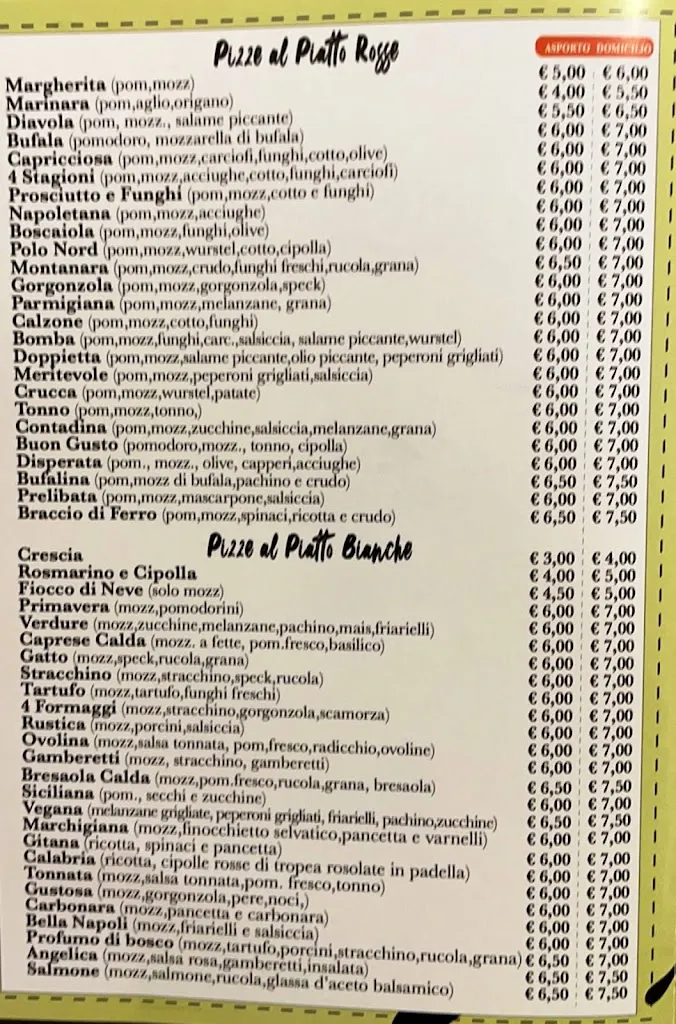 Pizze al Piatto Rosse
ASPORTO DOMICILIO
Margherita (pom,mozz) € 5,00 € 6,00
Marinara (pom,aglio,origano) € 4,00 € 5,50
Diavola (pom, mozz., salame piccante) € 5,50 € 6,50
Bufala (pomodoro, mozzarella di bufala) € 6,00 € 7,00
Capricciosa (pom,mozz,carciofi,funghi,cotto,olive) € 6,00 € 7,00
4 Stagioni (pom,mozz,acciughe,cotto,funghi,carciofi) € 6,00 € 7,00
Prosciutto e Funghi (pom,mozz,cotto e funghi) € 6,00 € 7,00
Napoletana (pom,mozz,acciughe) € 6,00 € 7,00
Boscaiola (pom,mozz,funghi,olive) € 6,00 € 7,00
Polo Nord (pom,mozz,wurstel,cotto,cipolla) € 6,00 € 7,00
Montanara (pom,mozz,crudo,funghi freschi,rucola,grana) € 6,50 € 7,00
Gorgonzola (pom,mozz,gorgonzola,speck) € 6,00 € 7,00
Parmigiana (pom,mozz,melanzane, grana) € 6,00 € 7,00
Calzone (pom,mozz,cotto,funghi) € 6,00 € 7,00
Bomba (pom,mozz,funghi,carc.,salsiccia, salame piccante,wurstel) € 6,00 € 7,00
Doppietta (pom,mozz,salame piccante,olio piccante, peperoni grigliati) € 6,00 € 7,00
Meritevole (pom,mozz,peperoni grigliati,salsiccia) € 6,00 € 7,00
Crucca (pom,mozz,wurstel,patate) € 6,00 € 7,00
Tonno (pom,mozz,tonno,) € 6,00 € 7,00
Contadina (pom,mozz,zucchine,salsiccia,melanzane,grana) € 6,00 € 7,00
Buon Gusto (pomodoro,mozz., tonno, cipolla) € 6,00 € 7,00
Disperata (pom., mozz., olive, capperi,acciughe) € 6,00 € 7,00
Bufalina (pom,mozz di bufala,pachino e crudo) € 6,50 € 7,50
Prelibata (pom,mozz,mascarpone,salsiccia) € 6,00 € 7,00
Braccio di Ferro (pom,mozz,spinaci,ricotta e crudo) € 6,50 € 7,50
Pizze al Piatto Bianche
Crescia € 3,00 € 4,00
Rosmarino e Cipolla € 4,00 € 5,00
Fiocco di Neve (solo mozz) € 4,50 € 5,00
Primavera (mozz,pomodorini) € 6,00 € 7,00
Verdure (mozz,zucchine,melanzane,pachino,mais,friarielli) € 6,00 € 7,00
Caprese Calda (mozz. a fette, pom.fresco,basilico) € 6,00 € 7,00
Gatto (mozz,speck,rucola,grana) € 6,00 € 7,00
Stracchino (mozz,stracchino,speck,rucola) € 6,00 € 7,00
Tartufo (mozz,tartufo,funghi freschi) € 6,00 € 7,00
4 Formaggi (mozz,stracchino,gorgonzola,scamorza) € 6,00 € 7,00
Rustica (mozz,porcini,salsiccia) € 6,00 € 7,00
Ovolina (mozz,salsa tonnata, pom,fresco,radicchio,ovoline) € 6,00 € 7,00
Gamberetti (mozz, stracchino, gamberetti) € 6,00 € 7,00
Bresaola Calda (mozz,pom.fresco,rucola,grana, bresaola) € 6,50 € 7,50
Siciliana (pom., secchi e zucchine) € 6,00 € 7,00
Vegana (melanzane grigliate, peperoni grigliati, friarielli, pachino,zucchine) € 6,50 € 7,50
Marchigiana (mozz,finocchietto selvatico,pancetta e varnelli) € 6,00 € 7,00
Gitana (ricotta, spinaci e pancetta) € 6,00 € 7,00
Calabria (ricotta, cipolle rosse di tropea rosolate in padella) € 6,00 € 7,00
Tonnata (mozz,salsa tonnata,pom. fresco,tonno) € 6,00 € 7,00
Gustosa (mozz,gorgonzola,pere,noci,) € 6,00 € 7,00
Carbonara (mozz,pancetta e carbonara) € 6,00 € 7,00
Bella Napoli (mozz,friarielli e salsiccia) € 6,00 € 7,00
Profumo di bosco (mozz,tartufo,porcini,stracchino,rucola,grana) € 6,50 € 7,00
Angelica (mozz,salsa rosa,gamberetti,insalata) € 6,50 € 7,50
Salmone (mozz,salmone,rucola,glassa d'aceto balsamico) € 6,50 € 7,50